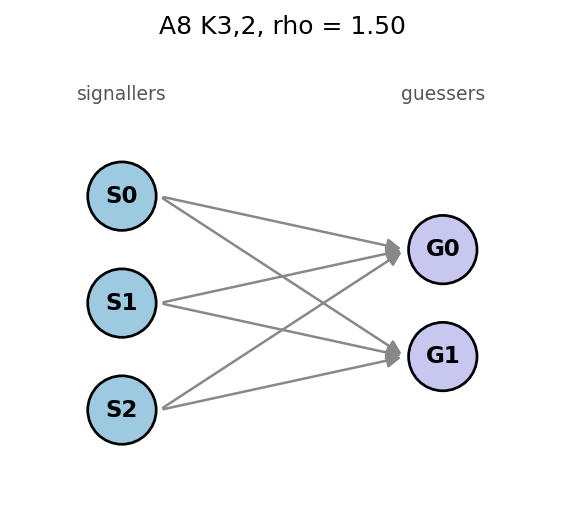 A8 K3,2, rho = 1.50
signallers
guessers
S0
G0
S1
G1
S2